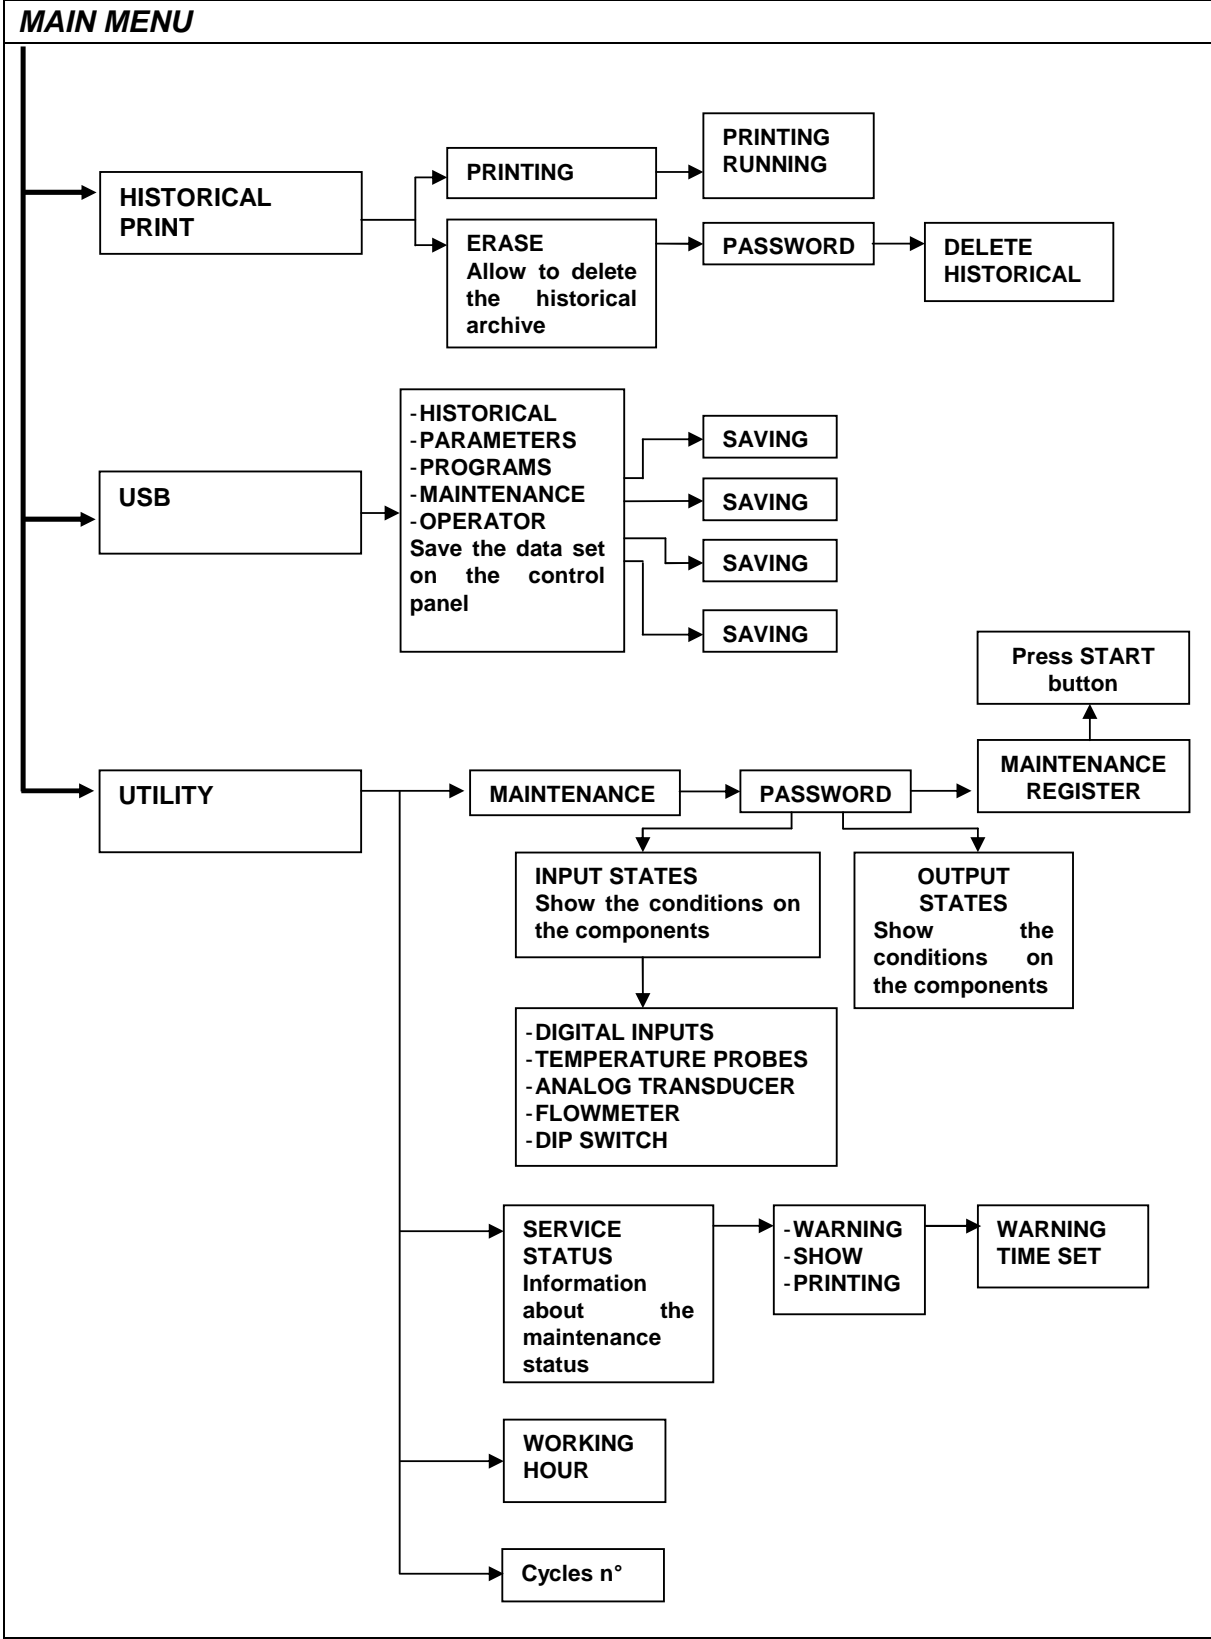 MAIN MENU
HISTORICAL
PRINT
PRINTING
PRINTING
RUNNING
ERASE
Allow to delete
the historical
archive
PASSWORD
DELETE
HISTORICAL
USB
-HISTORICAL
-PARAMETERS
-PROGRAMS
-MAINTENANCE
-OPERATOR
Save the data set
on the control
panel
SAVING
SAVING
SAVING
SAVING
UTILITY
MAINTENANCE
PASSWORD
MAINTENANCE
REGISTER
Press START
button
INPUT STATES
Show the conditions on
the components
OUTPUT
STATES
Show the
conditions on
the components
-DIGITAL INPUTS
-TEMPERATURE PROBES
-ANALOG TRANSDUCER
-FLOWMETER
-DIP SWITCH
SERVICE
STATUS
Information
about the
maintenance
status
-WARNING
-SHOW
-PRINTING
WARNING
TIME SET
WORKING
HOUR
Cycles n°